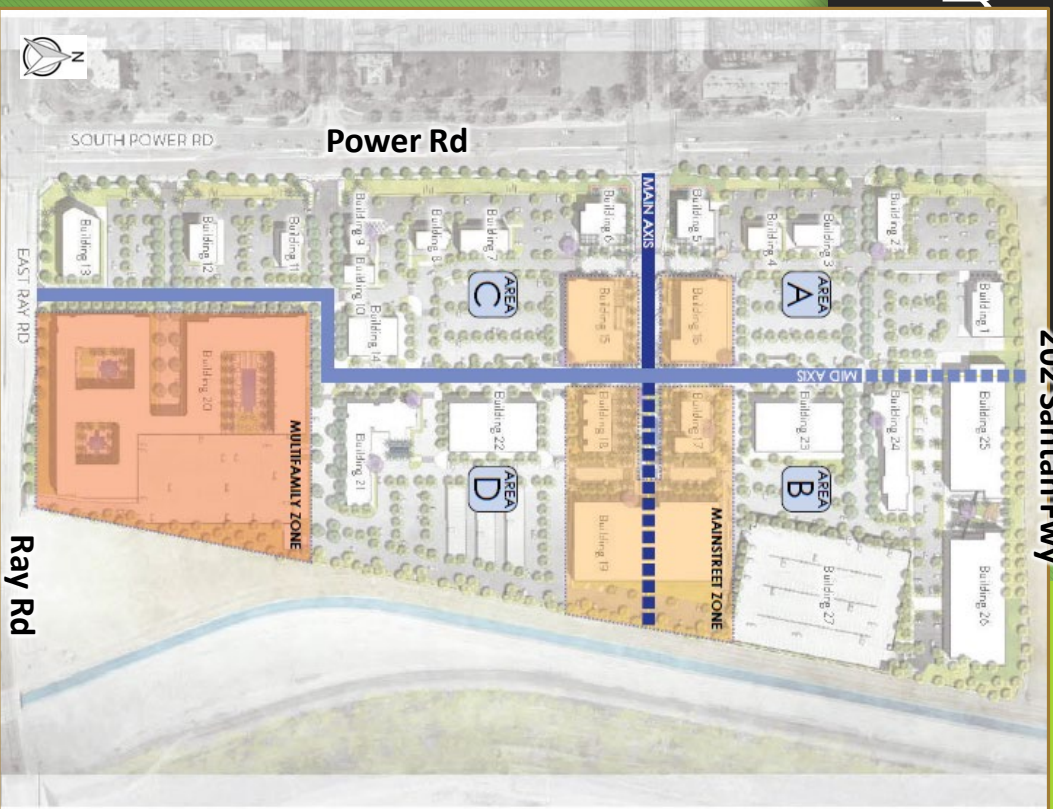 N
SOUTH POWER RD
Power Rd
EAST RAY RD
Ray Rd
202 Santan Fwy
MAIN AXIS
MID AXIS
AREA
A
AREA
B
AREA
C
AREA
D
MAINSTREET ZONE
MULTIFAMILY ZONE
Building 13
Building 12
Building 11
Building 9
Building 10
Building 8
Building 7
Building 6
Building 5
Building 4
Building 3
Building 2
Building 1
Building 14
Building 15
Building 16
Building 20
Building 21
Building 22
Building 18
Building 17
Building 19
Building 23
Building 24
Building 25
Building 26
Building 27